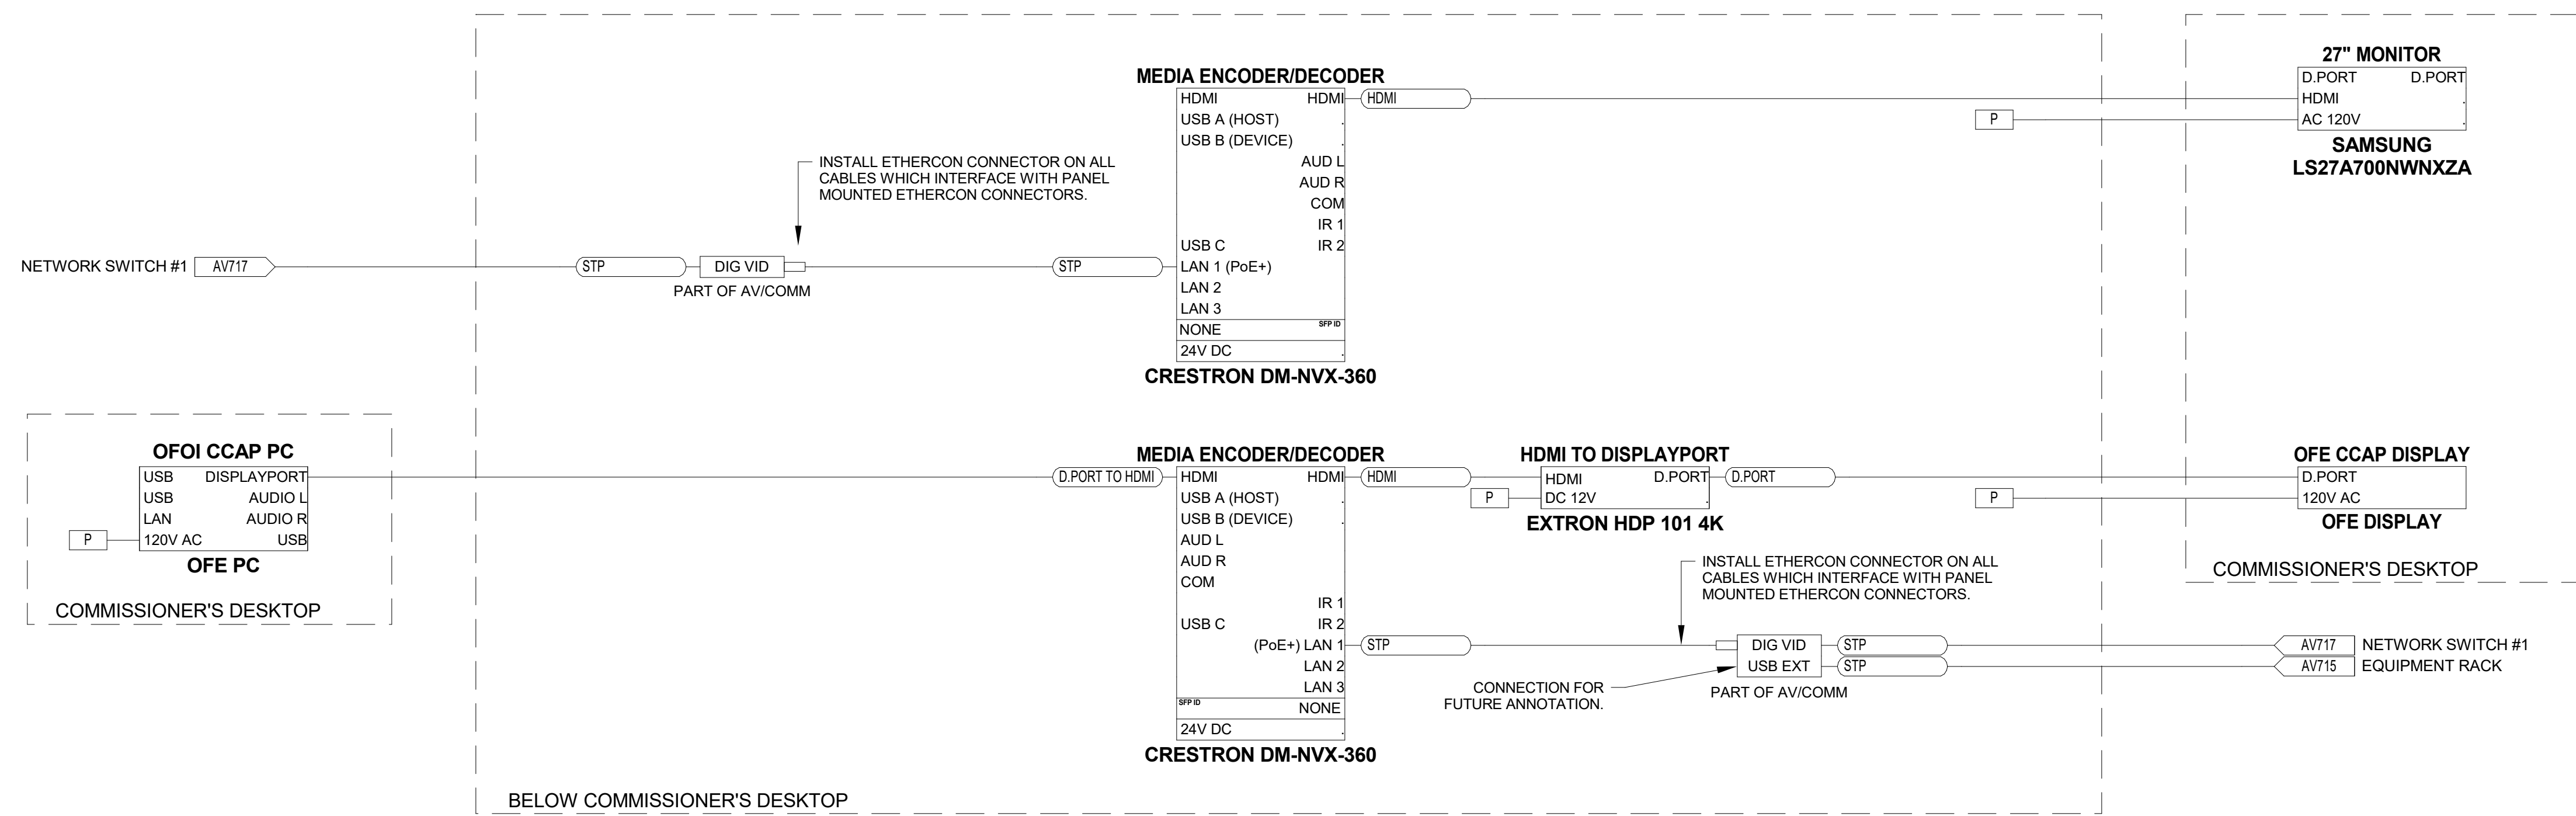 27" MONITOR
D.PORT D.PORT
HDMI
AC 120V
SAMSUNG
LS27A700NWNXZA
P
MEDIA ENCODER/DECODER
HDMI HDMI
USB A (HOST)
USB B (DEVICE)
AUD L
AUD R
COM
IR 1
USB C IR 2
LAN 1 (PoE+)
LAN 2
LAN 3
NONE SFP ID
24V DC
CRESTRON DM-NVX-360
HDMI
INSTALL ETHERCON CONNECTOR ON ALL
CABLES WHICH INTERFACE WITH PANEL
MOUNTED ETHERCON CONNECTORS.
NETWORK SWITCH #1 AV717
STP
DIG VID
STP
PART OF AV/COMM
OFOI CCAP PC
USB DISPLAYPORT
USB AUDIO L
LAN AUDIO R
120V AC USB
P
OFE PC
COMMISSIONER'S DESKTOP
MEDIA ENCODER/DECODER
D.PORT TO HDMI
HDMI HDMI
USB A (HOST)
USB B (DEVICE)
AUD L
AUD R
COM
IR 1
USB C IR 2
(PoE+) LAN 1
LAN 2
LAN 3
SFP ID NONE
24V DC
CRESTRON DM-NVX-360
HDMI
HDMI TO DISPLAYPORT
HDMI D.PORT
P
DC 12V
EXTRON HDP 101 4K
D.PORT
P
OFE CCAP DISPLAY
D.PORT
120V AC
OFE DISPLAY
COMMISSIONER'S DESKTOP
INSTALL ETHERCON CONNECTOR ON ALL
CABLES WHICH INTERFACE WITH PANEL
MOUNTED ETHERCON CONNECTORS.
STP
DIG VID
STP
AV717 NETWORK SWITCH #1
USB EXT
STP
AV715 EQUIPMENT RACK
CONNECTION FOR
FUTURE ANNOTATION.
PART OF AV/COMM
BELOW COMMISSIONER'S DESKTOP